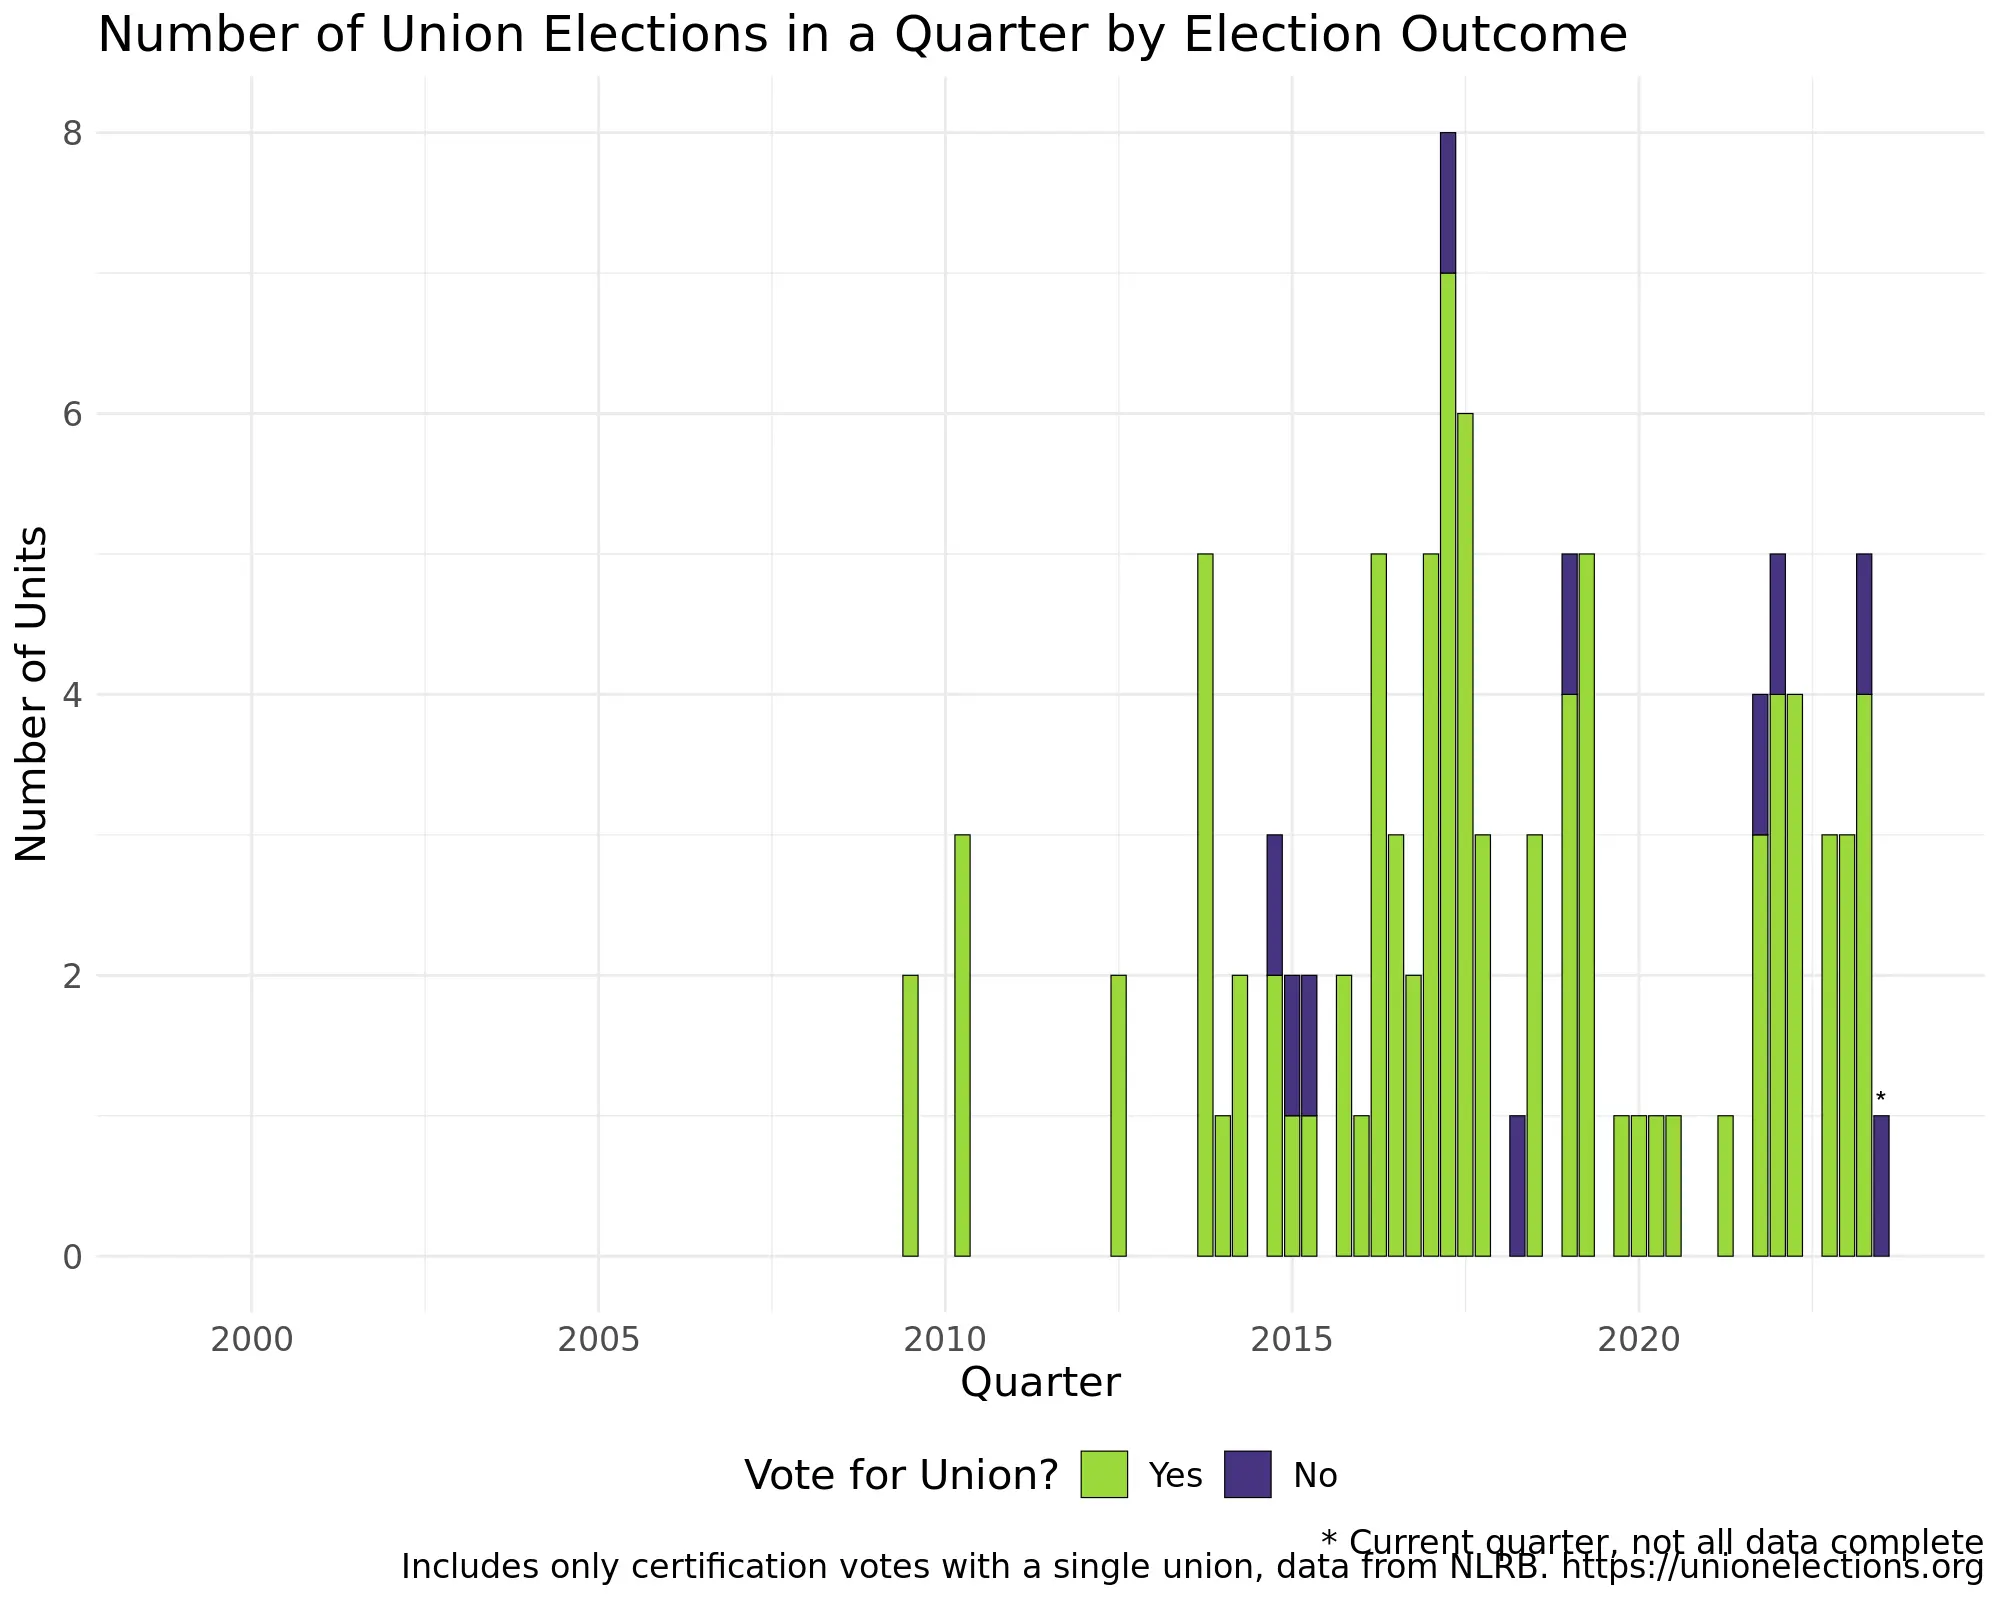 Number of Union Elections in a Quarter by Election Outcome
8
6
4
2
0
Number of Units
*
2000 2005 2010 2015 2020
Quarter
Vote for Union? Yes No
* Current quarter, not all data complete
Includes only certification votes with a single union, data from NLRB. https://unionelections.org